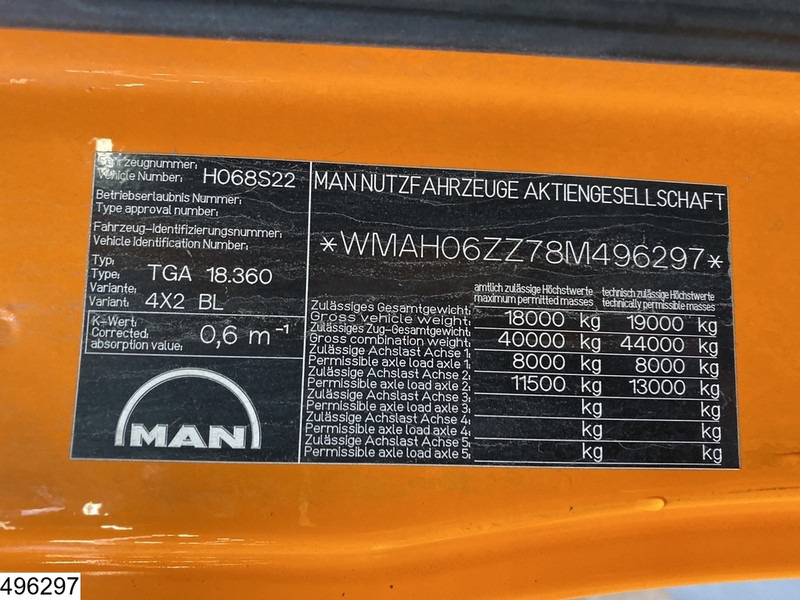 Fahrzeugnummer:
Vehicle Number: H068S22
Betriebserlaubnis Nummer:
Type approval number:
Fahrzeug-Identifizierungsnummer:
Vehicle Identification Number:
Typ:
Type: TGA 18.360
Variante:
Variant: 4X2 BL
K-Wert:
Corrected:
absorption value: 0,6 m⁻¹
MAN
MAN NUTZFAHRZEUGE AKTIENGESELLSCHAFT
*WMAH06ZZ78M496297*
amtlich zulässige Höchstwerte technisch zulässige Höchstwerte
maximum permitted masses technically permissible masses
Zulässiges Gesamtgewicht:
Gross vehicle weight: 18000 kg 19000 kg
Zulässiges Zug-Gesamtgewicht:
Gross combination weight: 40000 kg 44000 kg
Zulässige Achslast Achse 1:
Permissible axle load axle 1: 8000 kg 8000 kg
Zulässige Achslast Achse 2:
Permissible axle load axle 2: 11500 kg 13000 kg
Zulässige Achslast Achse 3:
Permissible axle load axle 3: kg kg
Zulässige Achslast Achse 4:
Permissible axle load axle 4: kg kg
Zulässige Achslast Achse 5:
Permissible axle load axle 5: kg kg
496297